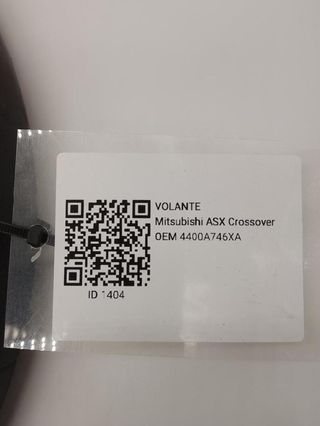 VOLANTE
Mitsubishi ASX Crossover
OEM 4400A746XA
ID 1404